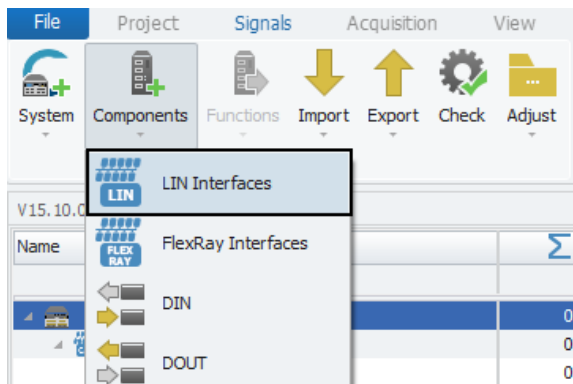 File Project Signals Acquisition View
System Components Functions Import Export Check Adjust
LIN LIN Interfaces
V15.10.0
FLEX RAY FlexRay Interfaces
Name Σ
DIN
0
0
DOUT
0